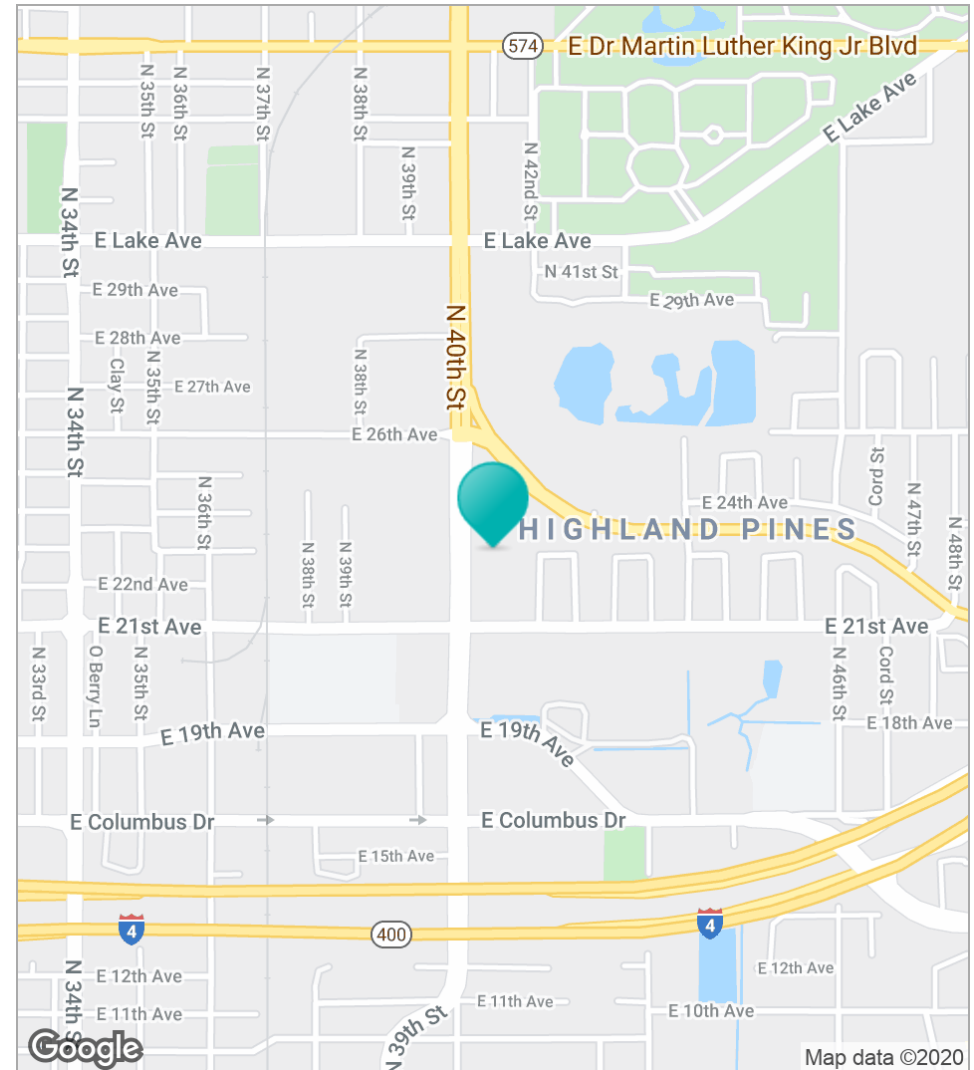 574
E Dr Martin Luther King Jr Blvd
N 35th St
N 36th St
N 37th St
N 38th St
E Lake Ave
N 39th St
N 42nd St
N 34th St
E Lake Ave
E Lake Ave
N 41st St
E 29th Ave
E 29th Ave
N 40th St
E 28th Ave
Clay St
N 35th St
E 27th Ave
N 38th St
N 34th St
E 26th Ave
Cord St
N 36th St
E 24th Ave
N 47th St
N 48th St
HIGHLAND PINES
N 38th St
N 39th St
E 22nd Ave
E 21st Ave
E 21st Ave
N 33rd St
O Berry Ln
N 35th St
N 46th St
Cord St
E 19th Ave
E 19th Ave
E 18th Ave
E Columbus Dr
E Columbus Dr
E 15th Ave
4
400
4
N 34th St
E 12th Ave
E 12th Ave
E 11th Ave
E 11th Ave
E 10th Ave
N 39th St
Google
Map data ©2020